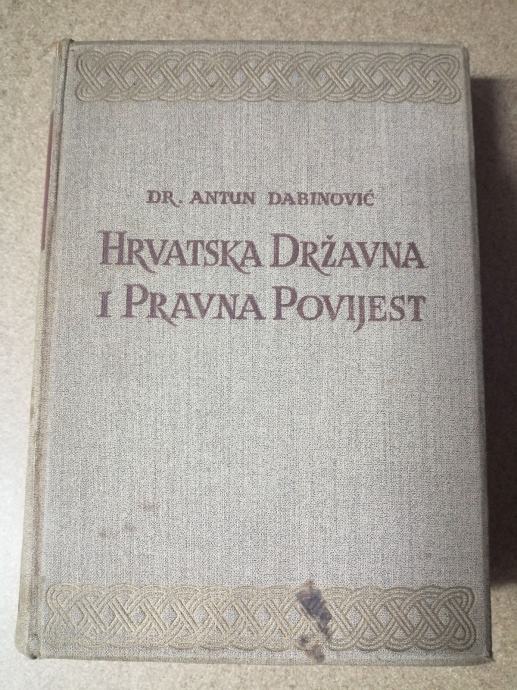 DR. ANTUN DABINOVIĆ
HRVATSKA DRŽAVNA
I PRAVNA POVIJEST